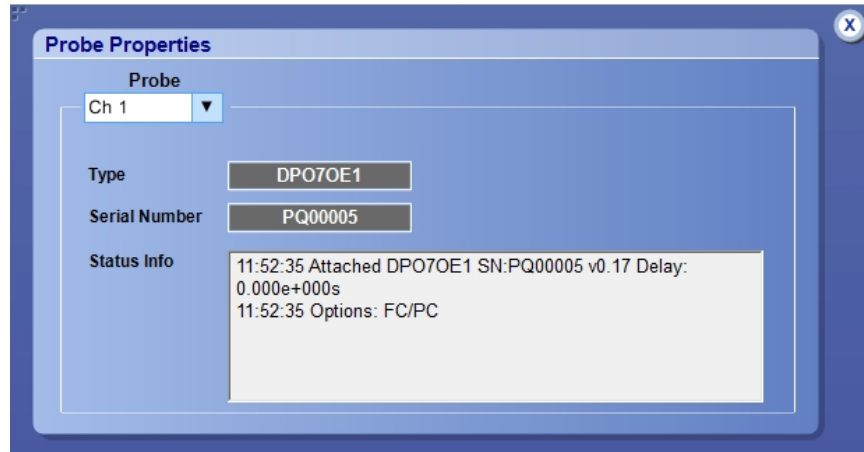 X
Probe Properties
Probe
Ch 1 ▼
Type DPO7OE1
Serial Number PQ00005
Status Info
11:52:35 Attached DPO7OE1 SN:PQ00005 v0.17 Delay:
0.000e+000s
11:52:35 Options: FC/PC